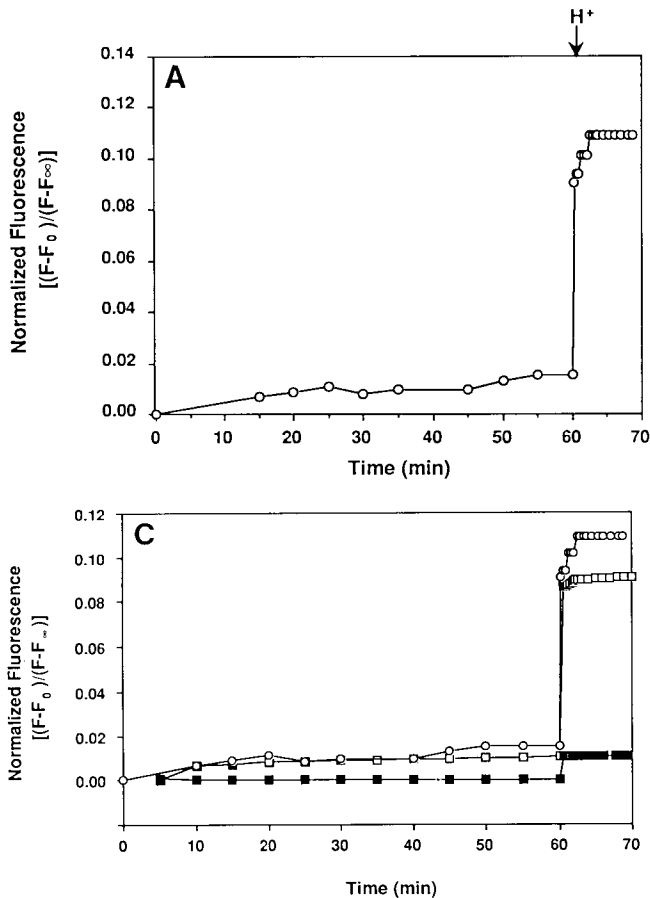 H+
A
0.14
0.12
0.10
0.08
0.06
0.04
0.02
0.00
Normalized Fluorescence
[(F-F0)/(F-F∞)]
0 10 20 30 40 50 60 70
Time (min)
C
0.12
0.10
0.08
0.06
0.04
0.02
0.00
Normalized Fluorescence
[(F-F0)/(F-F∞)]
0 10 20 30 40 50 60 70
Time (min)